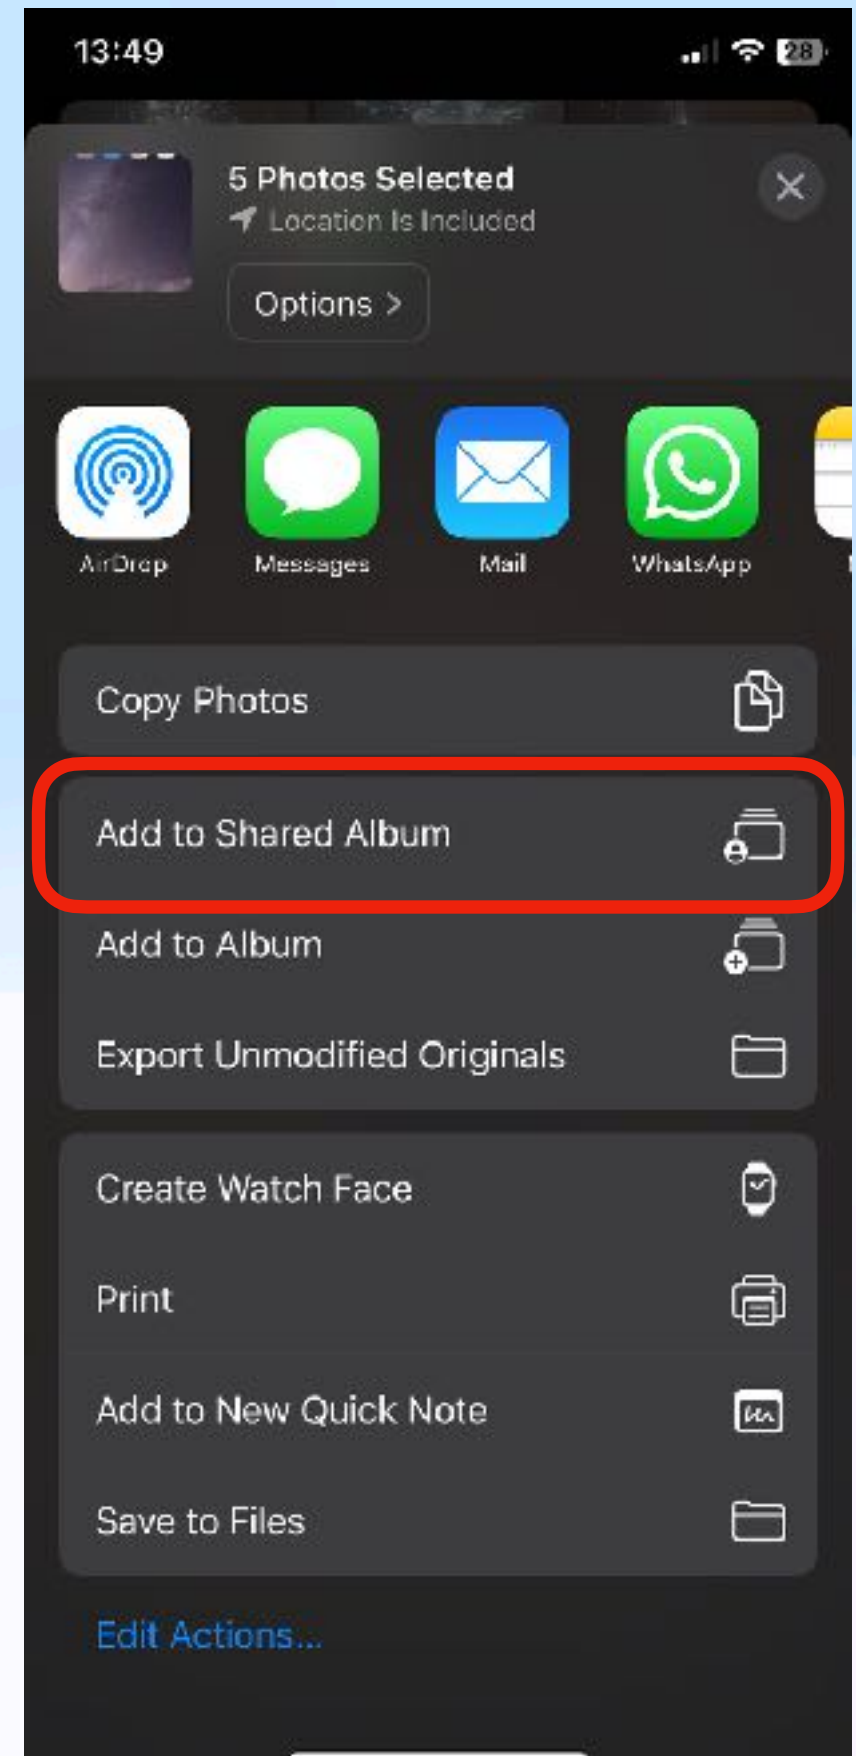 13:49
28
5 Photos Selected
Location Is Included
Options >
AirDrop
Messages
Mail
WhatsApp
Copy Photos
Add to Shared Album
Add to Album
Export Unmodified Originals
Create Watch Face
Print
Add to New Quick Note
Save to Files
Edit Actions...